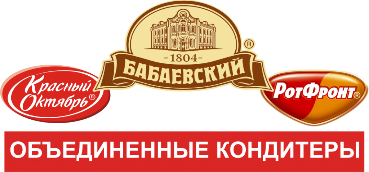 Красный
Октябрь®
-1804-
БАБАЕВСКИЙ
®
РотФронт®
ОБЪЕДИНЕННЫЕ КОНДИТЕРЫ